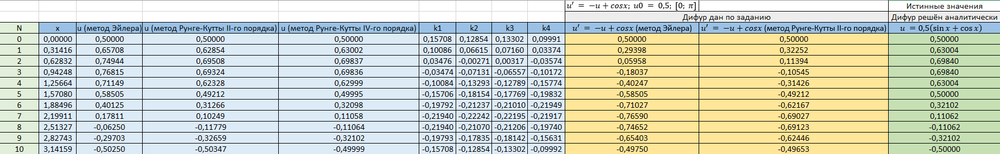 u′ = −u + cosx; u0 = 0,5; [0; π] Истинные значения
Дифур дан по заданию Дифур решён аналитически
N x u (метод Эйлера) u (метод Рунге-Кутты II-го порядка) u (метод Рунге-Кутты IV-го порядка) k1 k2 k3 k4 u′ = −u + cosx (метод Эйлера) u′ = −u + cosx (метод Рунге-Кутты II-го порядка) u = 0,5(sin x + cos x)
0 0,00000 0,50000 0,50000 0,50000 0,15708 0,12854 0,13302 0,09991 0,50000 0,50000 0,50000
1 0,31416 0,65708 0,62854 0,63002 0,10086 0,06615 0,07160 0,03374 0,29398 0,32252 0,63004
2 0,62832 0,74944 0,69508 0,69837 0,03476 -0,00271 0,00317 -0,03574 0,05958 0,11394 0,69840
3 0,94248 0,76815 0,69324 0,69836 -0,03474 -0,07131 -0,06557 -0,10172 -0,18037 -0,10545 0,69840
4 1,25664 0,71149 0,62328 0,62999 -0,10084 -0,13293 -0,12789 -0,15774 -0,40247 -0,31426 0,63004
5 1,57080 0,58505 0,49212 0,49995 -0,15706 -0,18154 -0,17769 -0,19832 -0,58505 -0,49212 0,50000
6 1,88496 0,40125 0,31266 0,32098 -0,19792 -0,21237 -0,21010 -0,21949 -0,71027 -0,62167 0,32102
7 2,19911 0,17811 0,10249 0,11058 -0,21940 -0,22242 -0,22195 -0,21917 -0,76590 -0,69027 0,11062
8 2,51327 -0,06250 -0,11779 -0,11064 -0,21940 -0,21070 -0,21206 -0,19740 -0,74652 -0,69123 -0,11062
9 2,82743 -0,29703 -0,32659 -0,32102 -0,19793 -0,17835 -0,18142 -0,15631 -0,65403 -0,62446 -0,32102
10 3,14159 -0,50250 -0,50347 -0,49999 -0,15708 -0,12854 -0,13302 -0,09992 -0,49750 -0,49653 -0,50000